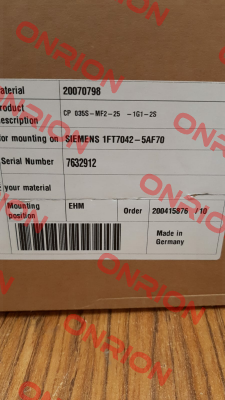 aterial 20070798
roduct
escription CP 035S-MF2-25 -1G1-2S
or mounting on SIEMENS 1FT7042-5AF70
Serial Number 7632912
your material
Mounting
position EHM Order 200415876 /10
Made in
Germany
ONRION
ONRION
ONRION
ONRION
ONRION
ONRION